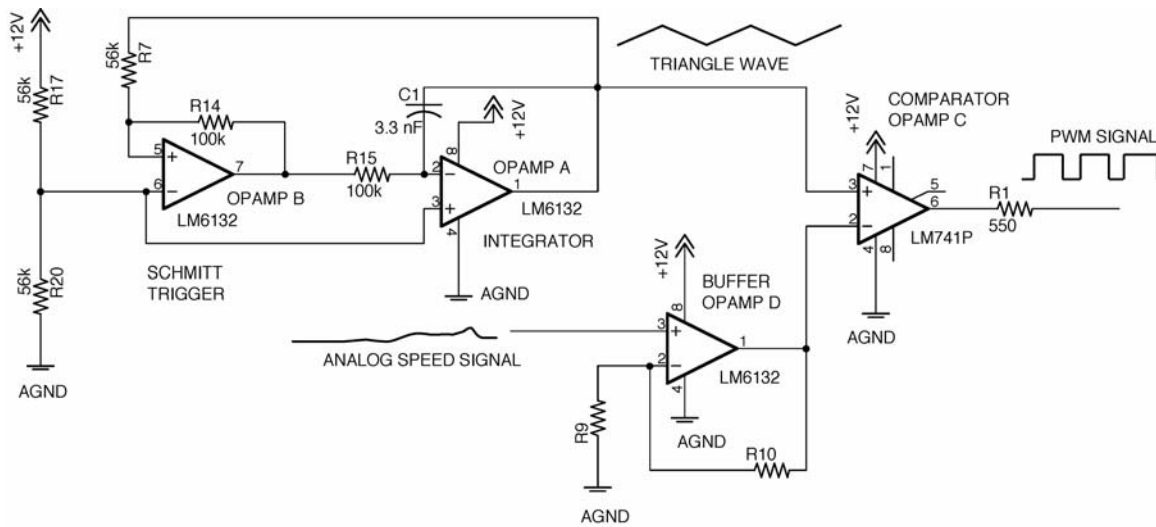 +12V
56k
R17
56k
R7
R14
100k
5
+
6
−
7
OPAMP B
LM6132
SCHMITT
TRIGGER
56k
R20
AGND
C1
3.3 nF
+12V
R15
100k
8
2
−
3
+
4
1
OPAMP A
LM6132
INTEGRATOR
AGND
TRIANGLE WAVE
+12V
COMPARATOR
OPAMP C
7
1
3
+
2
−
5
6
4
8
LM741P
AGND
R1
550
PWM SIGNAL
+12V
BUFFER
OPAMP D
8
3
+
2
−
4
1
LM6132
AGND
ANALOG SPEED SIGNAL
R9
AGND
R10